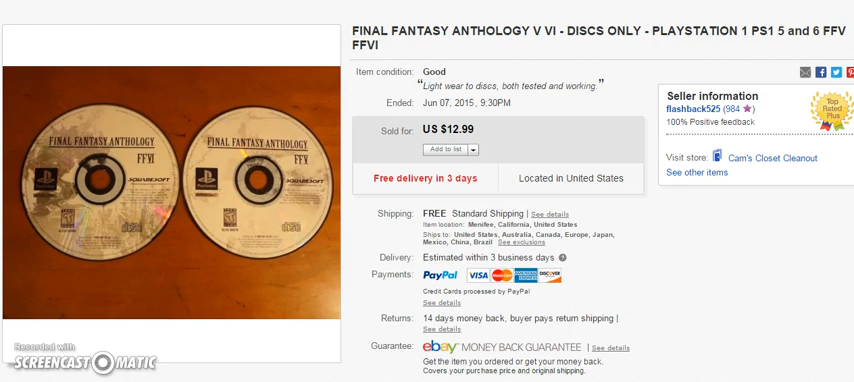 FINAL FANTASY ANTHOLOGY V VI - DISCS ONLY - PLAYSTATION 1 PS1 5 and 6 FFV
FFVI
Item condition: Good
“Light wear to discs, both tested and working.”
Ended: Jun 07, 2015, 9:30PM
Sold for: US $12.99
Add to list
Free delivery in 3 days
Located in United States
Shipping: FREE Standard Shipping | See details
Item location: Menifee, California, United States
Ships to: United States, Australia, Canada, Europe, Japan,
Mexico, China, Brazil See exclusions
Delivery: Estimated within 3 business days ?
Payments: PayPal VISA MasterCard AMERICAN EXPRESS DISCOVER
Credit Cards processed by PayPal
See details
Returns: 14 days money back, buyer pays return shipping |
See details
Guarantee: ebay MONEY BACK GUARANTEE | See details
Get the item you ordered or get your money back.
Covers your purchase price and original shipping.
Seller information
flashback525 (984 ★)
100% Positive feedback
Top
Rated
Plus
Visit store: Cam's Closet Cleanout
See other items
FINAL FANTASY ANTHOLOGY
FFVI
PlayStation
SQUARESOFT
FINAL FANTASY ANTHOLOGY
FFV
PlayStation
SQUARESOFT
Recorded with
SCREENCAST-O-MATIC